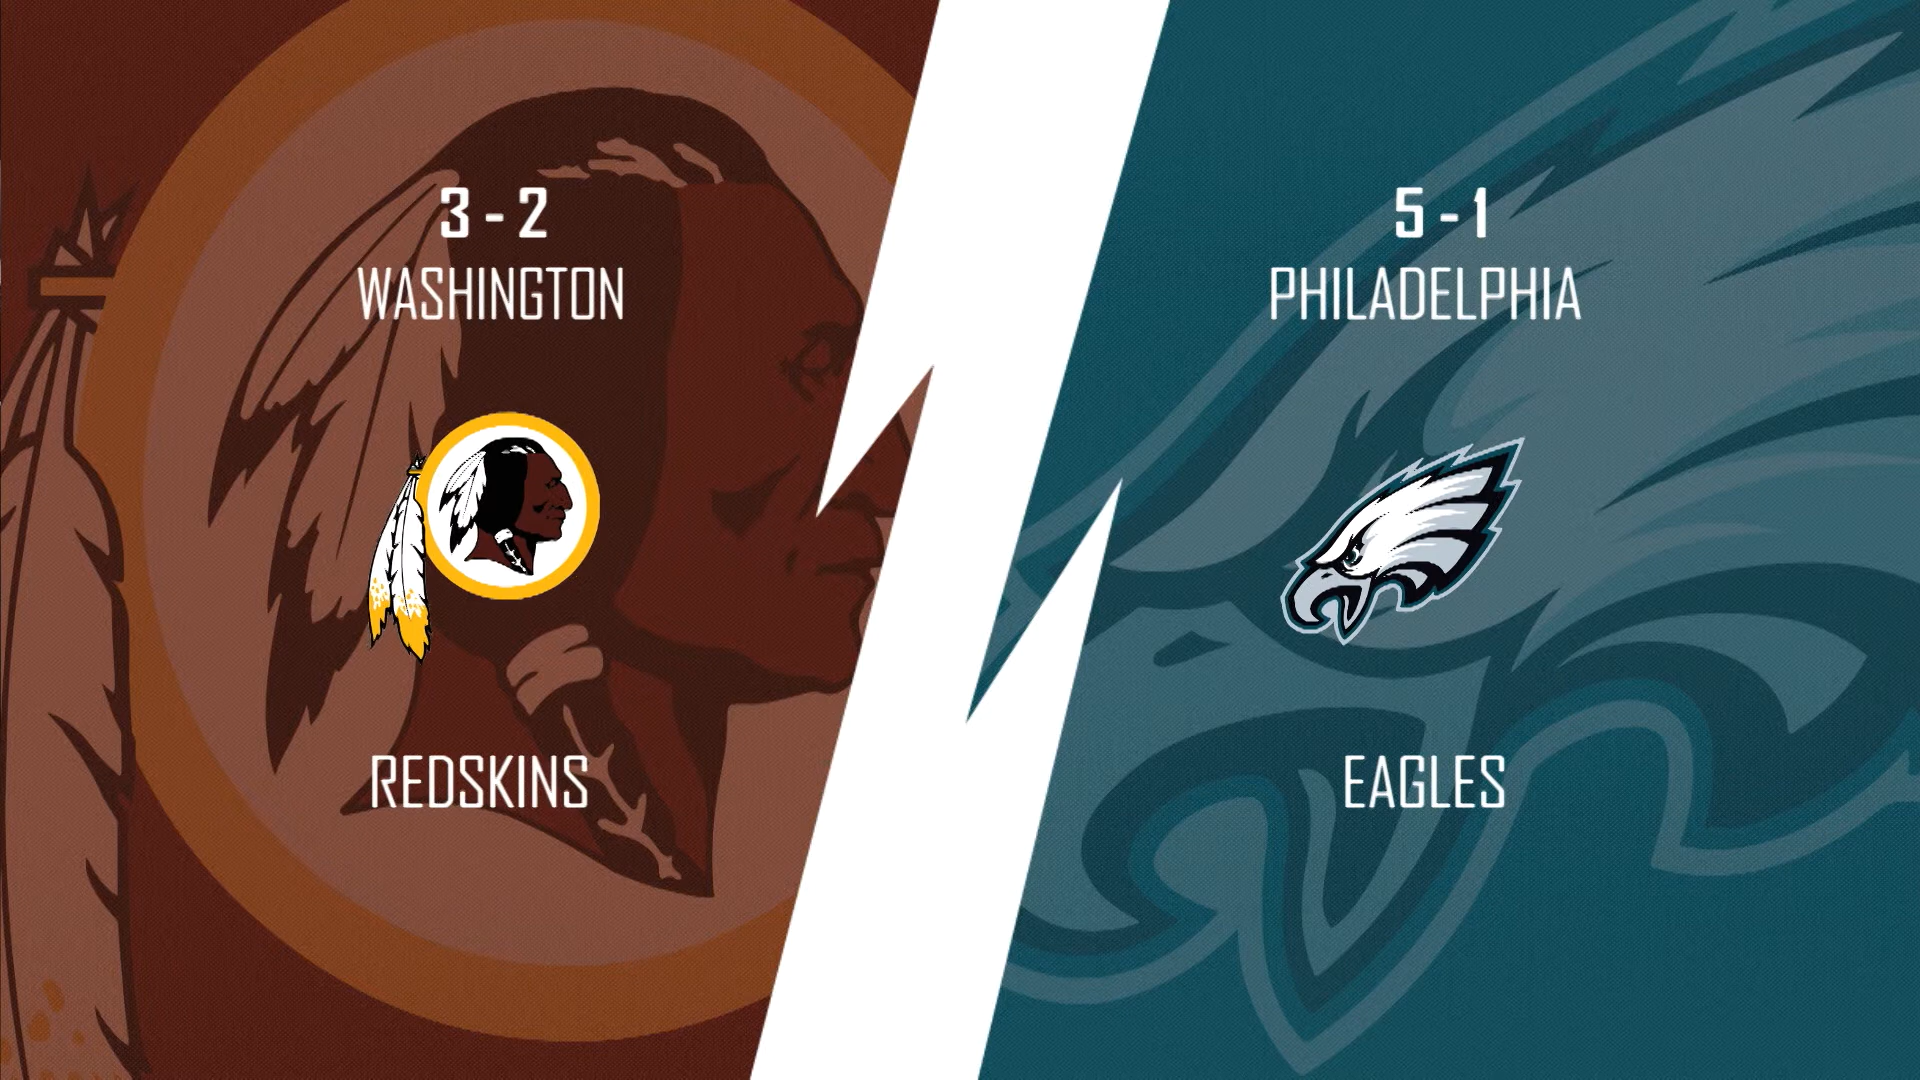 3 - 2
WASHINGTON
REDSKINS
5 - 1
PHILADELPHIA
EAGLES